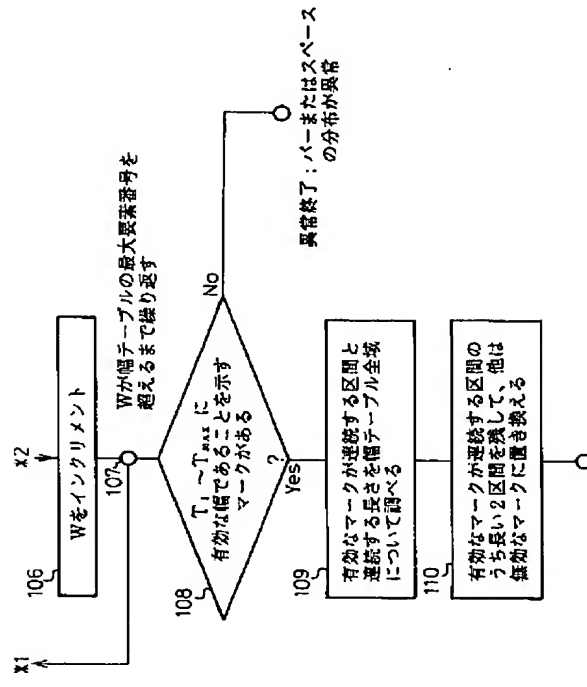 ※1
※2
106
Wをインクリメント
107
Wが幅テーブルの最大要素番号を
超えるまで繰り返す
108
T₁～TMAX に
有効な幅であることを示す
マークがある
?
No
異常終了；バーまたはスペース
の分布が異常
Yes
109
有効なマークが連続する区間と
連続する長さを幅テーブル全域
について調べる
110
有効なマークが連続する区間の
うち長い2区間を残して、他は
無効なマークに置き換える